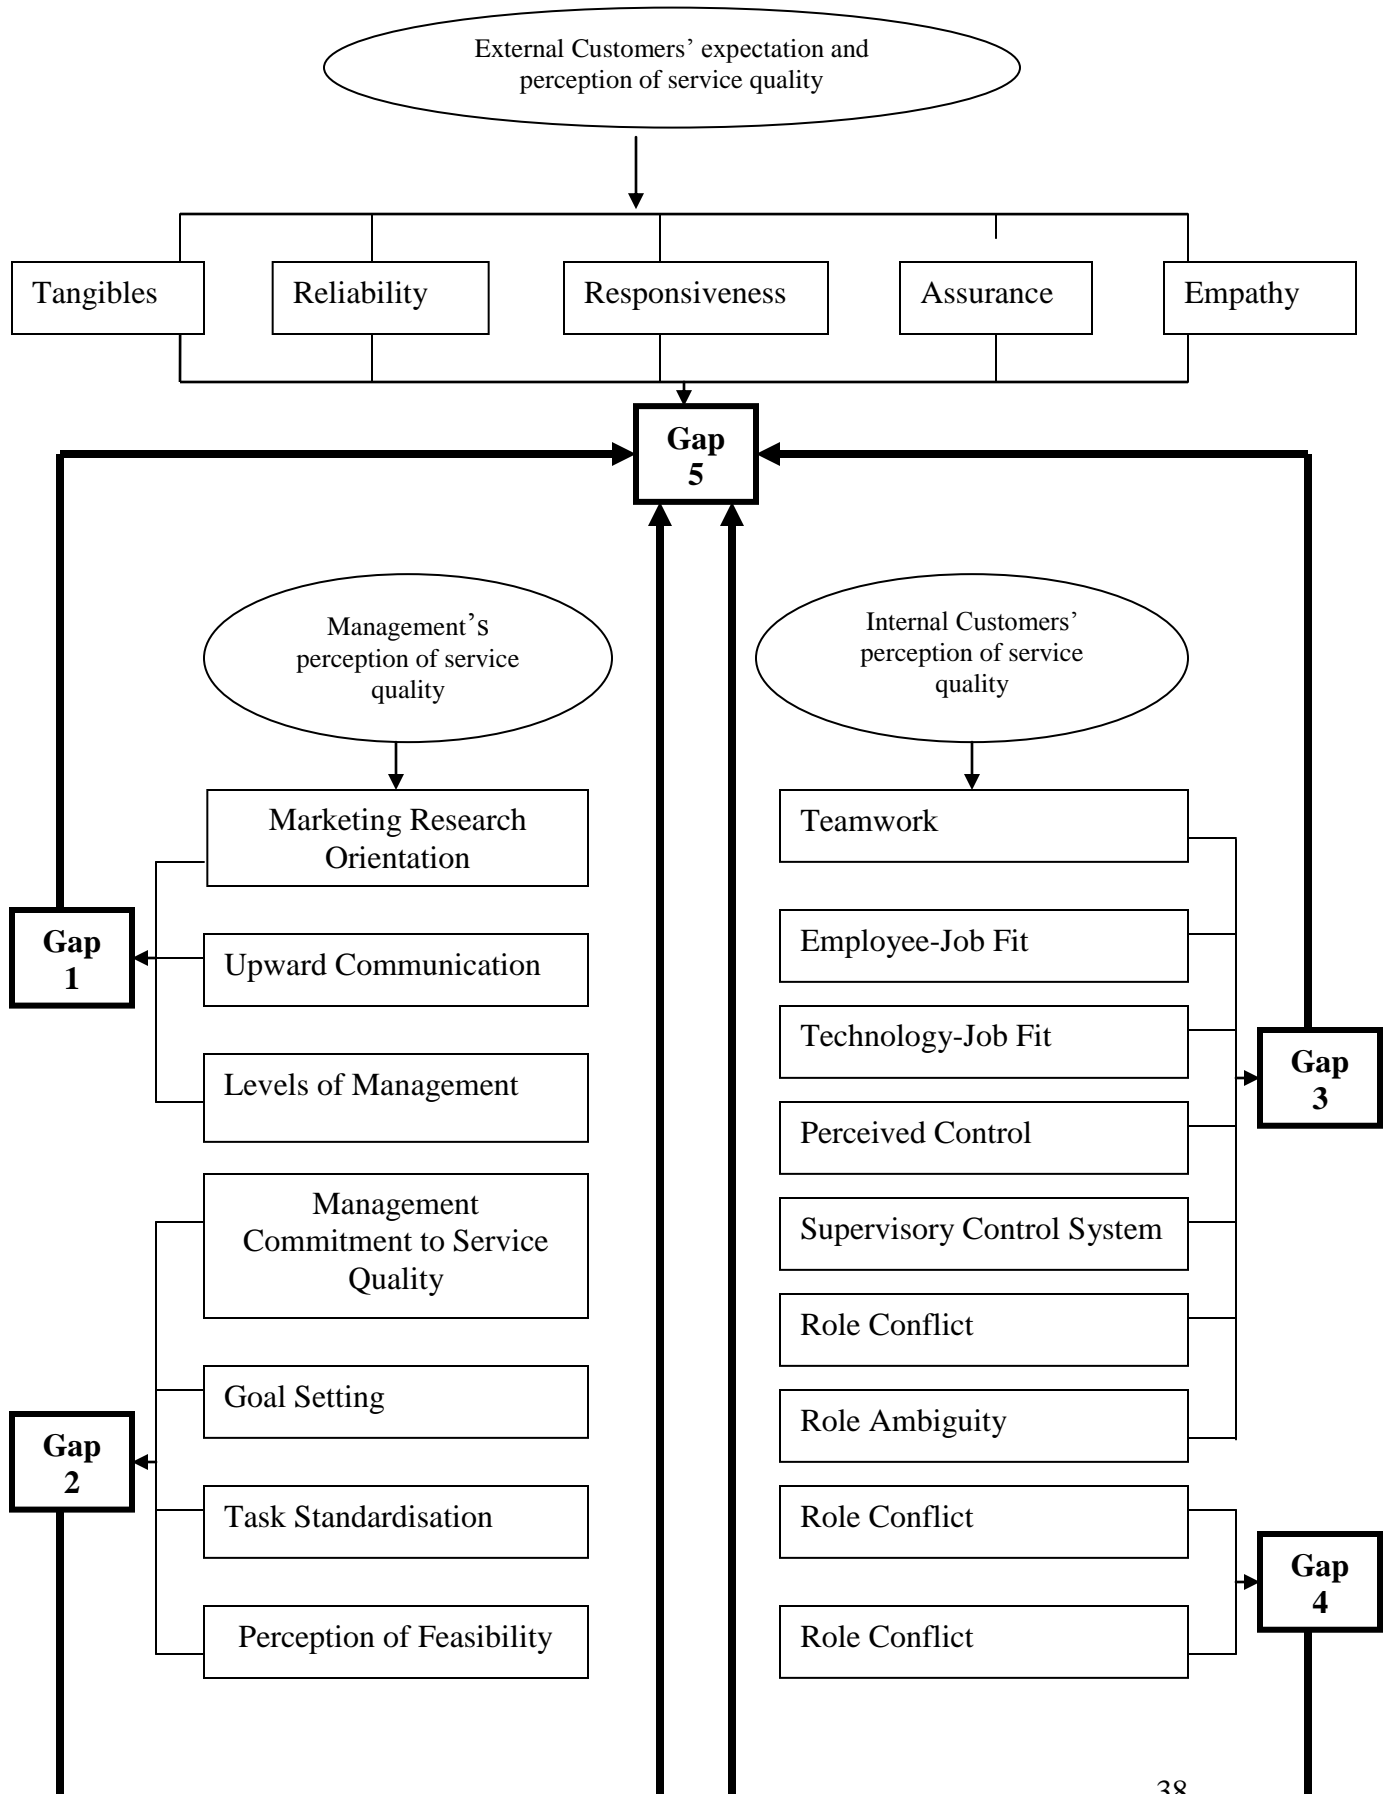 External Customers’ expectation and
perception of service quality
Tangibles
Reliability
Responsiveness
Assurance
Empathy
Gap
5
Management’s
perception of service
quality
Internal Customers’
perception of service
quality
Marketing Research
Orientation
Upward Communication
Levels of Management
Gap
1
Management
Commitment to Service
Quality
Goal Setting
Task Standardisation
Perception of Feasibility
Gap
2
Teamwork
Employee-Job Fit
Technology-Job Fit
Perceived Control
Supervisory Control System
Role Conflict
Role Ambiguity
Gap
3
Role Conflict
Role Conflict
Gap
4
38